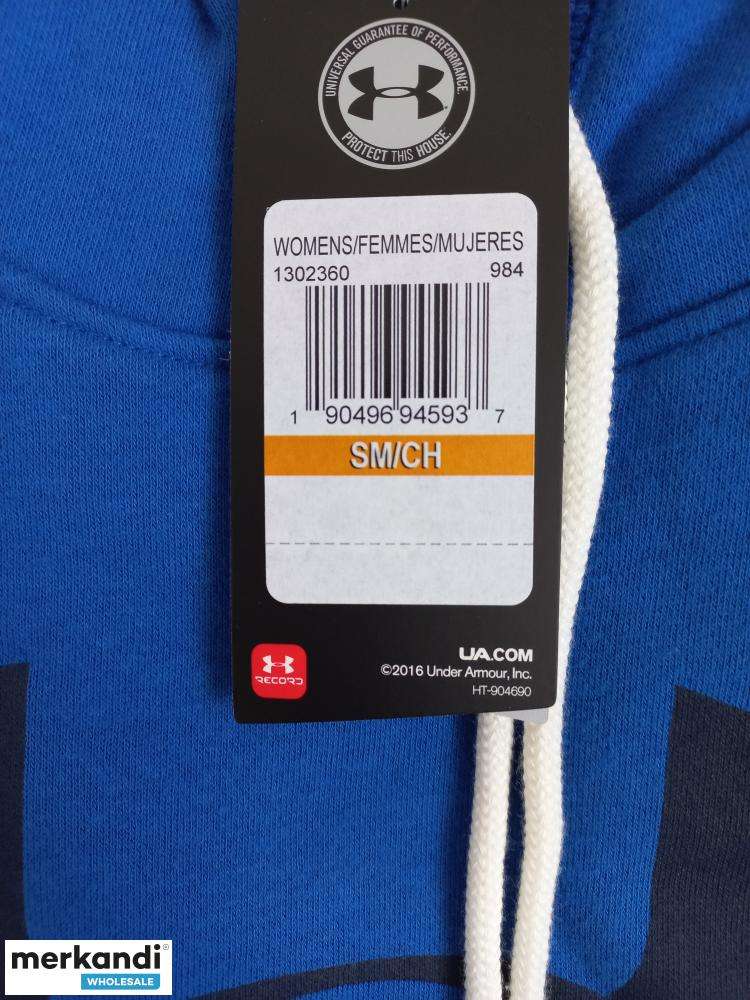 UNIVERSAL GUARANTEE OF PERFORMANCE.
PROTECT THIS HOUSE.
WOMENS/FEMMES/MUJERES
1302360 984
1 90496 94593 7
SM/CH
RECORD
UA.COM
©2016 Under Armour, Inc.
HT-904690
merkandi®
WHOLESALE